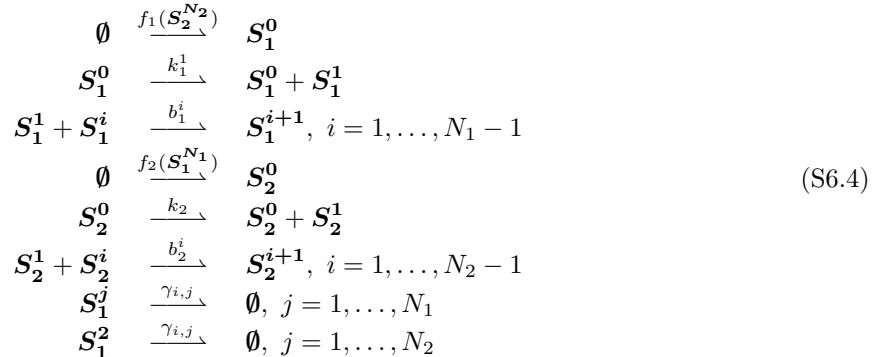 ∅ —f₁(S₂^{N₂})⇀ S₁⁰
S₁⁰ —k₁¹⇀ S₁⁰ + S₁¹
S₁¹ + S₁ⁱ —b₁ⁱ⇀ S₁^{i+1}, i = 1, . . . , N₁ − 1
∅ —f₂(S₁^{N₁})⇀ S₂⁰ (S6.4)
S₂⁰ —k₂⇀ S₂⁰ + S₂¹
S₂¹ + S₂ⁱ —b₂ⁱ⇀ S₂^{i+1}, i = 1, . . . , N₂ − 1
S₁ʲ —γ_{i,j}⇀ ∅, j = 1, . . . , N₁
S₁² —γ_{i,j}⇀ ∅, j = 1, . . . , N₂